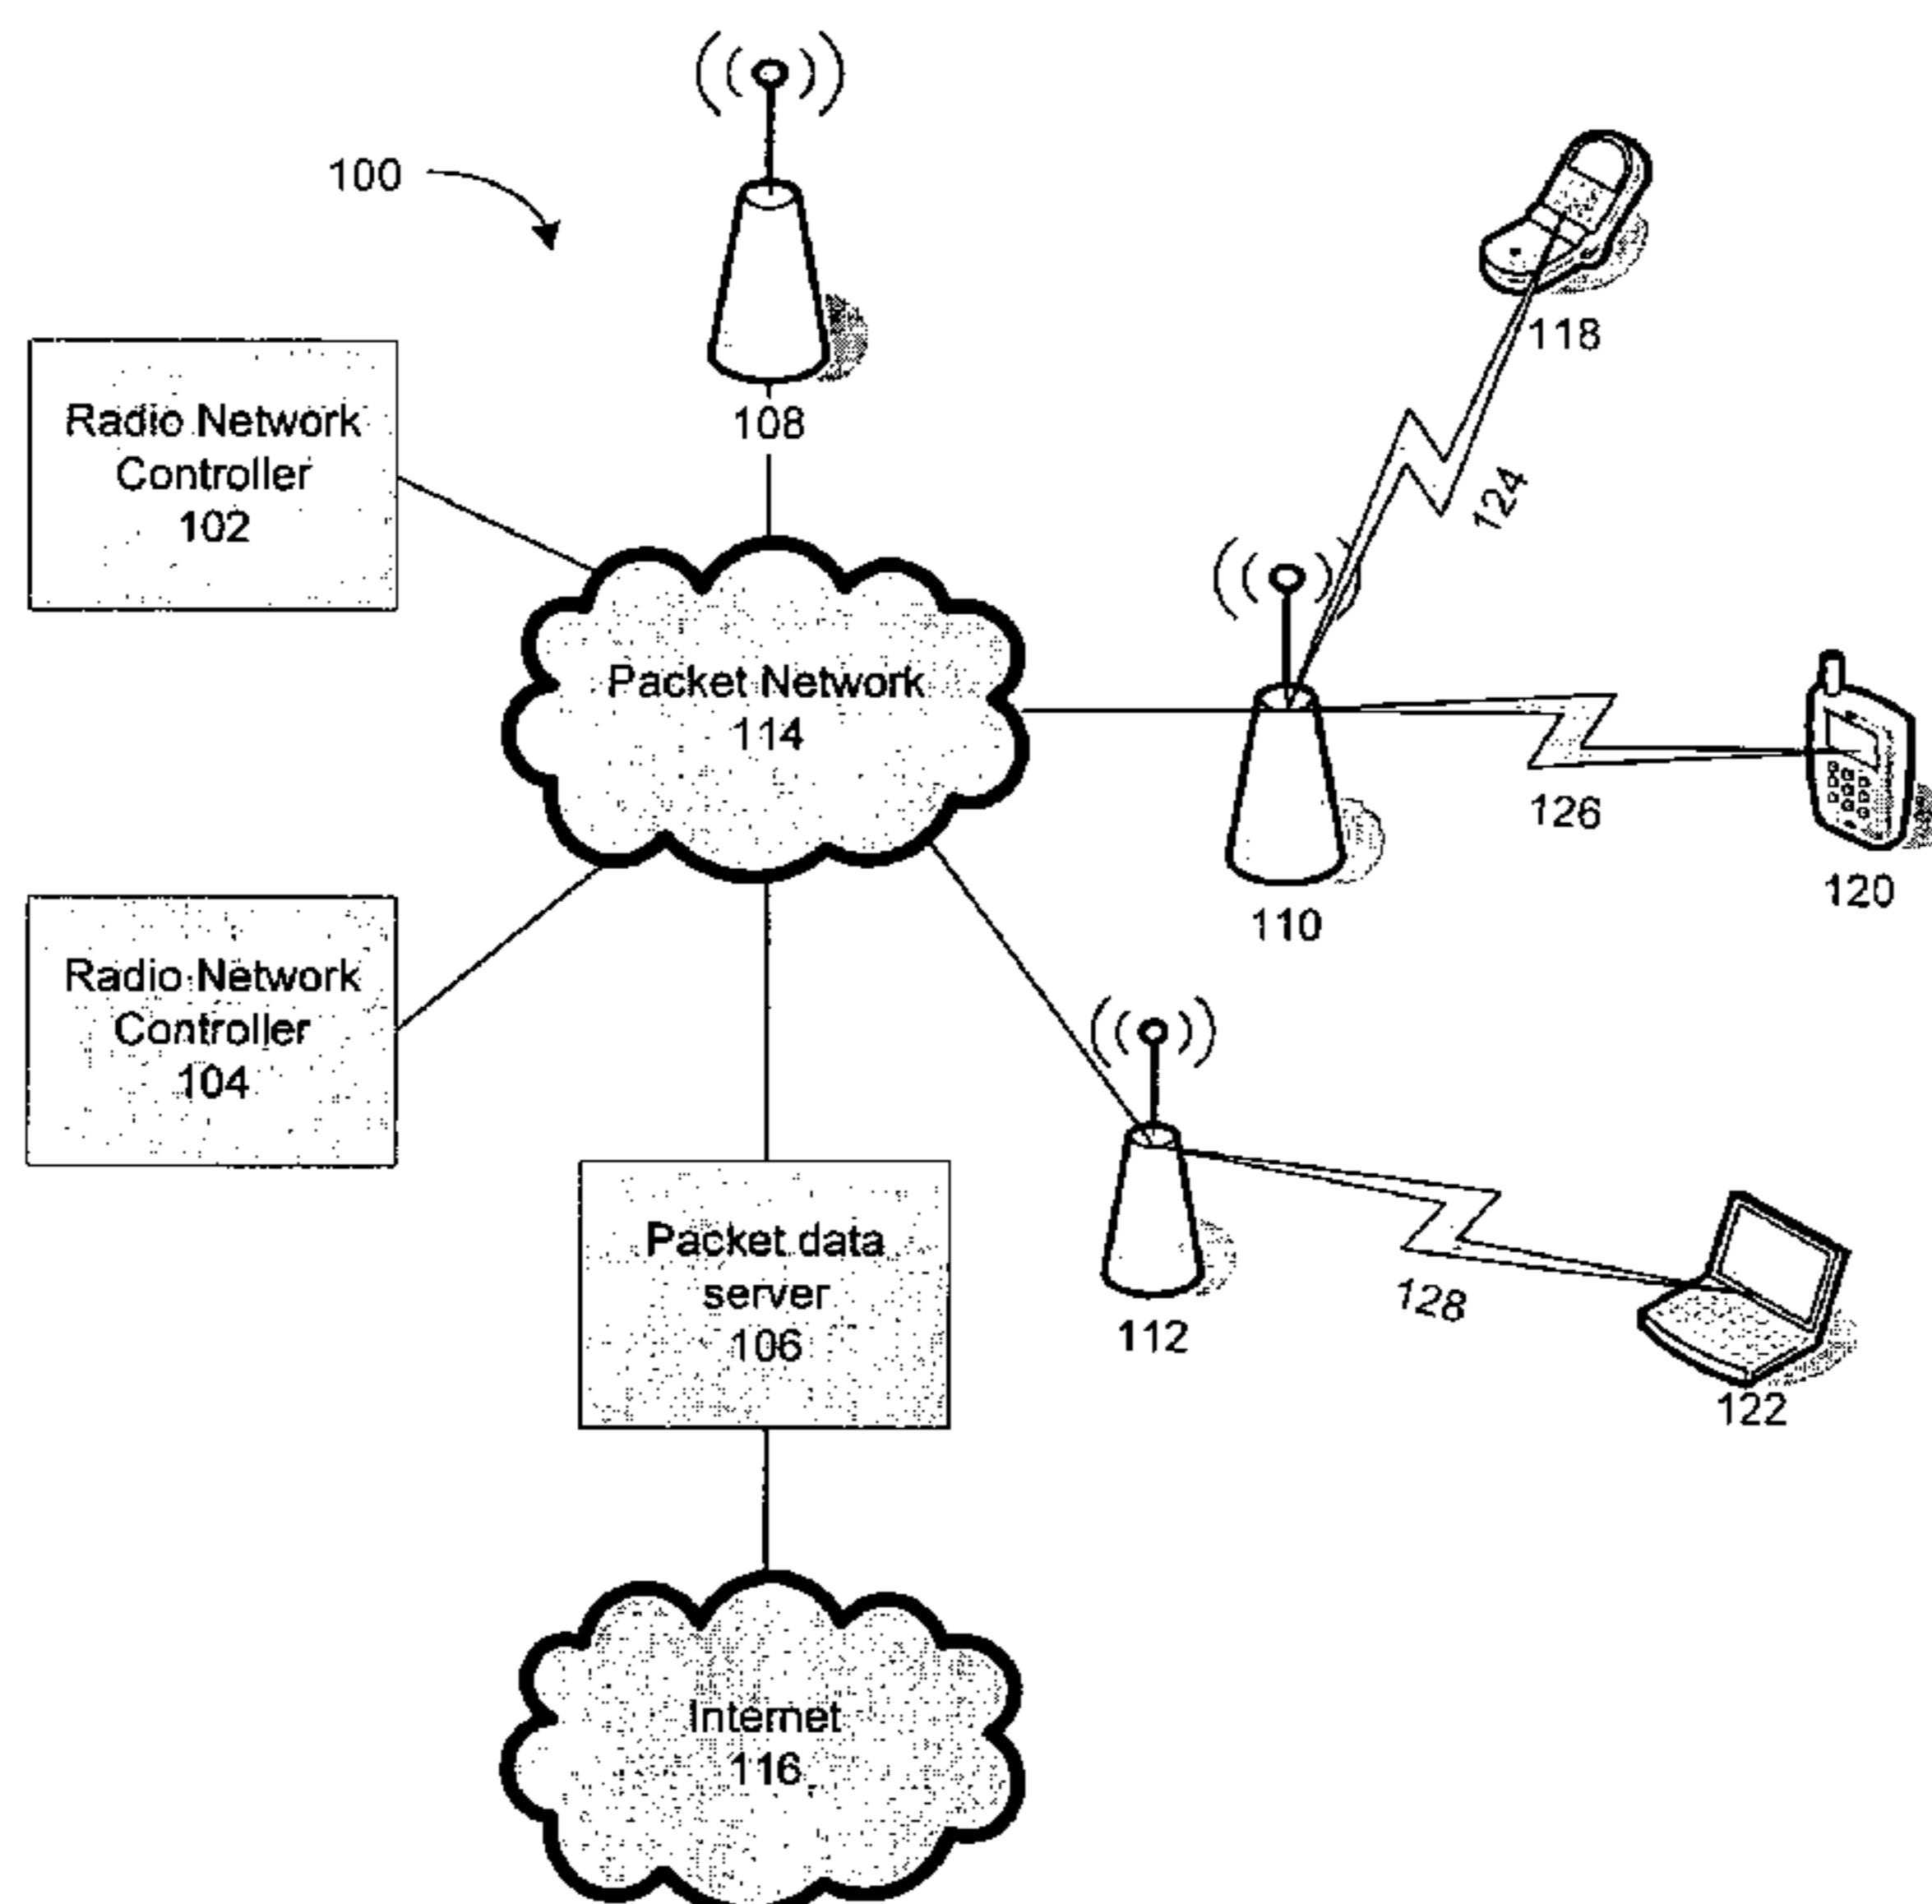 100
108
118
Radio Network
Controller
102
124
Packet Network
114
126
120
110
Radio Network
Controller
104
Packet data
server
106
112
128
122
Internet
116